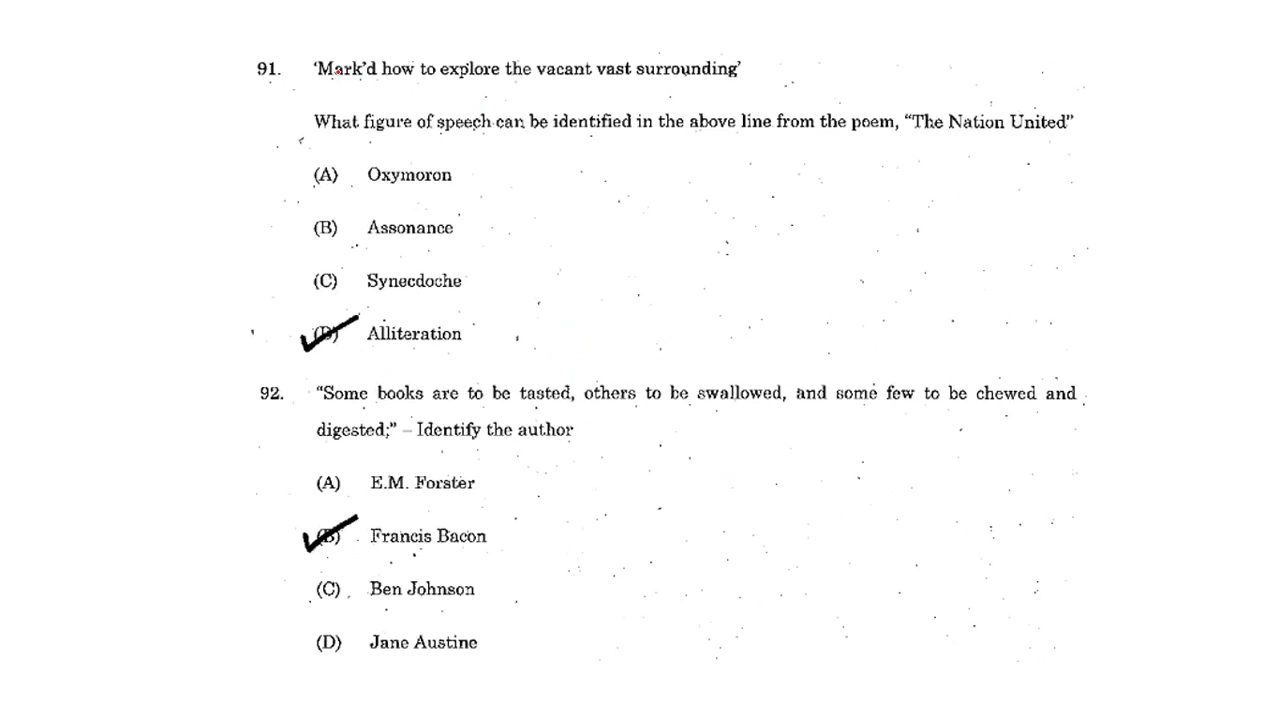 91. ‘Mark’d how to explore the vacant vast surrounding’
What figure of speech can be identified in the above line from the poem, “The Nation United”
(A) Oxymoron
(B) Assonance
(C) Synecdoche
(D) Alliteration
92. “Some books are to be tasted, others to be swallowed, and some few to be chewed and
digested;” – Identify the author
(A) E.M. Forster
(B) Francis Bacon
(C) Ben Johnson
(D) Jane Austine